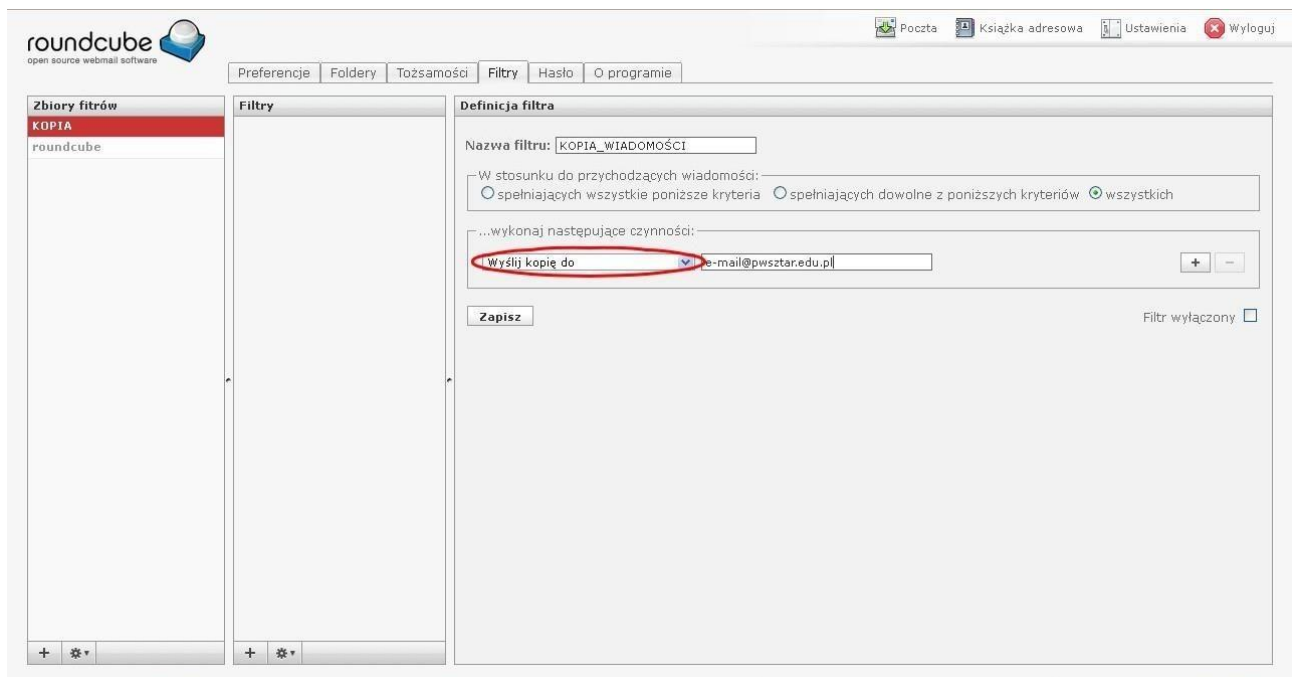 Poczta Książka adresowa Ustawienia Wyloguj
roundcube
open source webmail software
Preferencje Foldery Tożsamości Filtry Hasło O programie
Zbiory fitrów
KOPIA
roundcube
Filtry
Definicja filtra
Nazwa filtru: KOPIA_WIADOMOŚCI
W stosunku do przychodzących wiadomości:
spełniających wszystkie poniższe kryteria spełniających dowolne z poniższych kryteriów wszystkich
...wykonaj następujące czynności:
Wyślij kopię do e-mail@pwsztar.edu.pl + −
Zapisz Filtr wyłączony
+ +